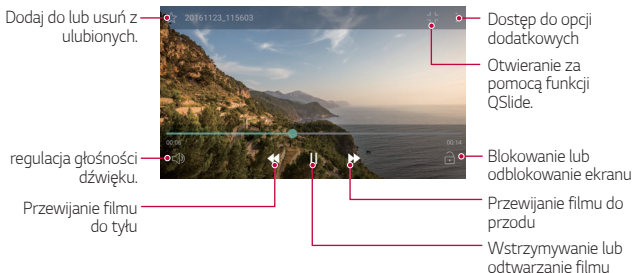 Dodaj do lub usuń z
ulubionych.
20161123_115603
Dostęp do opcji
dodatkowych
Otwieranie za
pomocą funkcji
QSlide.
00:06
00:14
regulacja głośności
dźwięku.
Blokowanie lub
odblokowanie ekranu
Przewijanie filmu
do tyłu
Przewijanie filmu do
przodu
Wstrzymywanie lub
odtwarzanie filmu